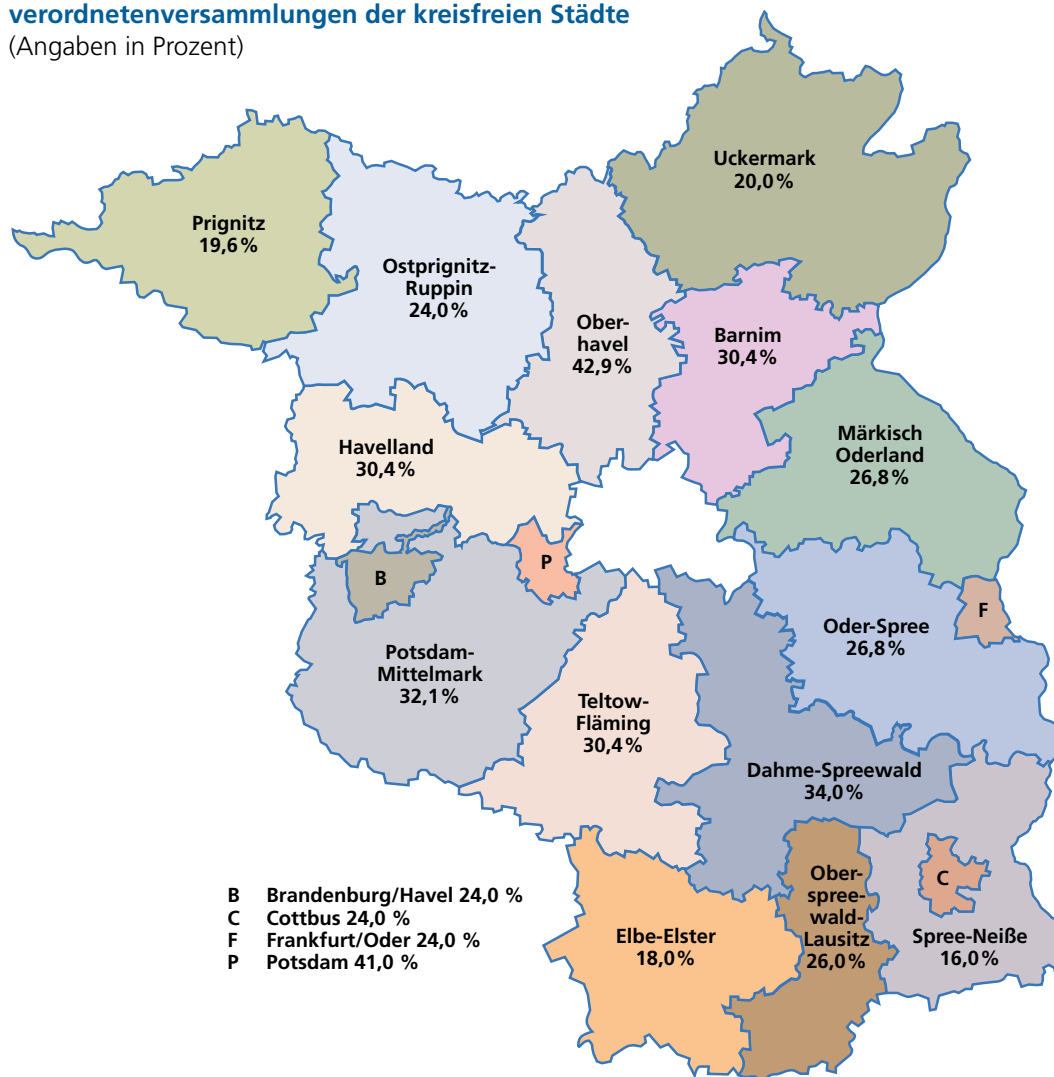 verordnetenversammlungen der kreisfreien Städte
(Angaben in Prozent)
Uckermark
20,0 %
Prignitz
19,6 %
Ostprignitz-
Ruppin
24,0 %
Ober-
havel
42,9 %
Barnim
30,4 %
Märkisch
Oderland
26,8 %
Havelland
30,4 %
B
P
F
Oder-Spree
26,8 %
Potsdam-
Mittelmark
32,1 %
Teltow-
Fläming
30,4 %
Dahme-Spreewald
34,0 %
Ober-
spree-
wald-
Lausitz
26,0 %
C
Spree-Neiße
16,0 %
Elbe-Elster
18,0 %
B Brandenburg/Havel 24,0 %
C Cottbus 24,0 %
F Frankfurt/Oder 24,0 %
P Potsdam 41,0 %